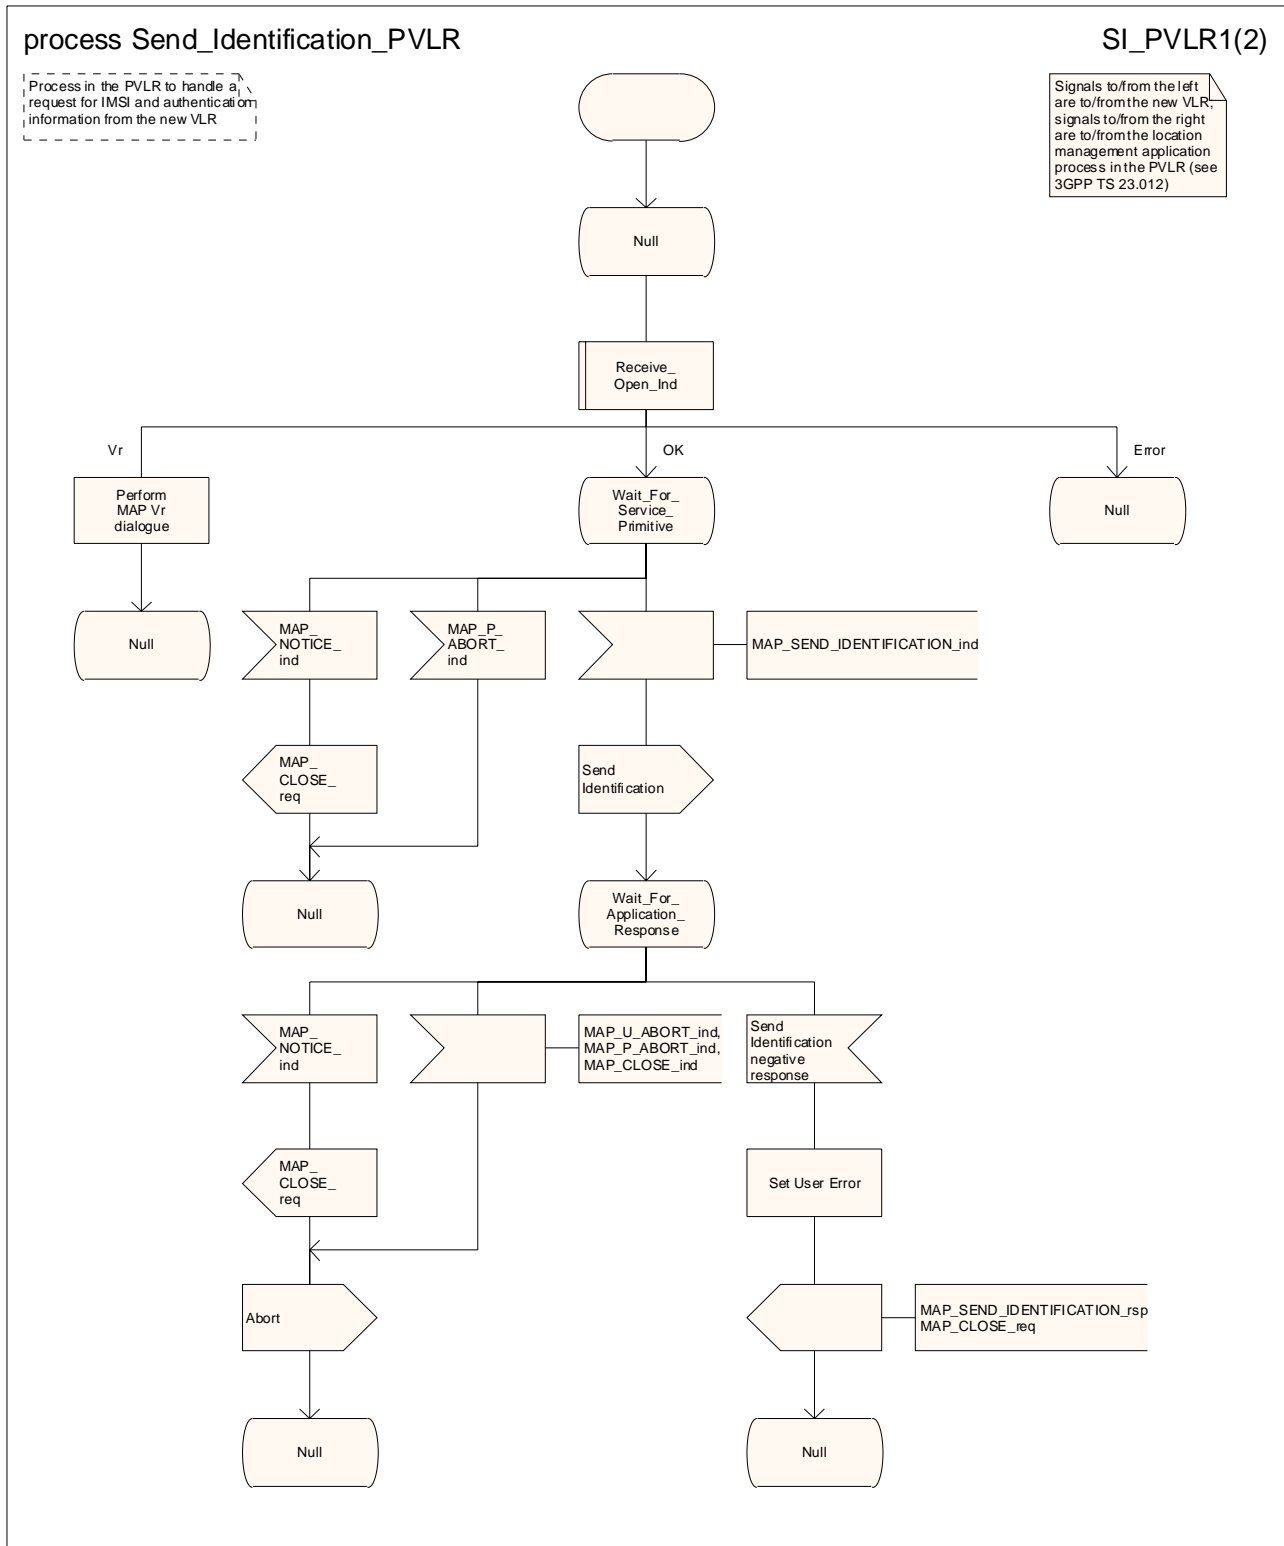 process Send_Identification_PVLR
SI_PVLR1(2)
Process in the PVLR to handle a
request for IMSI and authentication
information from the new VLR
Signals to/from the left
are to/from the new VLR;
signals to/from the right
are to/from the location
management application
process in the PVLR (see
3GPP TS 23.012)
Null
Receive_
Open_Ind
Vr
OK
Error
Perform
MAP Vr
dialogue
Wait_For_
Service_
Primitive
Null
Null
MAP_
NOTICE_
ind
MAP_P_
ABORT_
ind
MAP_SEND_IDENTIFICATION_ind
MAP_
CLOSE_
req
Send
Identification
Null
Wait_For_
Application_
Response
MAP_
NOTICE_
ind
MAP_U_ABORT_ind,
MAP_P_ABORT_ind,
MAP_CLOSE_ind
Send
Identification
negative
response
MAP_
CLOSE_
req
Set User Error
Abort
MAP_SEND_IDENTIFICATION_rsp
MAP_CLOSE_req
Null
Null